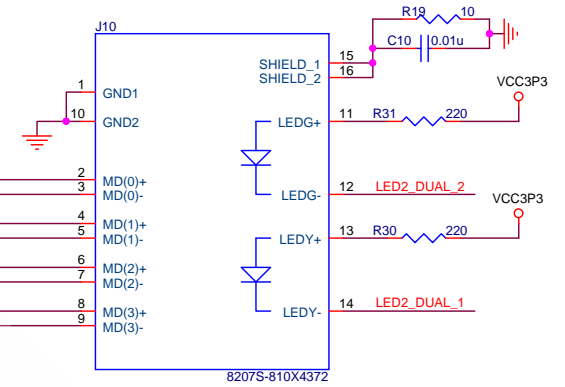 J10
R19 10
C10 0.01u
SHIELD_1 15
SHIELD_2 16
VCC3P3
1 GND1
10 GND2
LEDG+ 11 R31 220
2 MD(0)+
3 MD(0)-
LEDG- 12 LED2_DUAL_2
VCC3P3
4 MD(1)+
5 MD(1)-
LEDY+ 13 R30 220
6 MD(2)+
7 MD(2)-
8 MD(3)+
9 MD(3)-
LEDY- 14 LED2_DUAL_1
8207S-810X4372